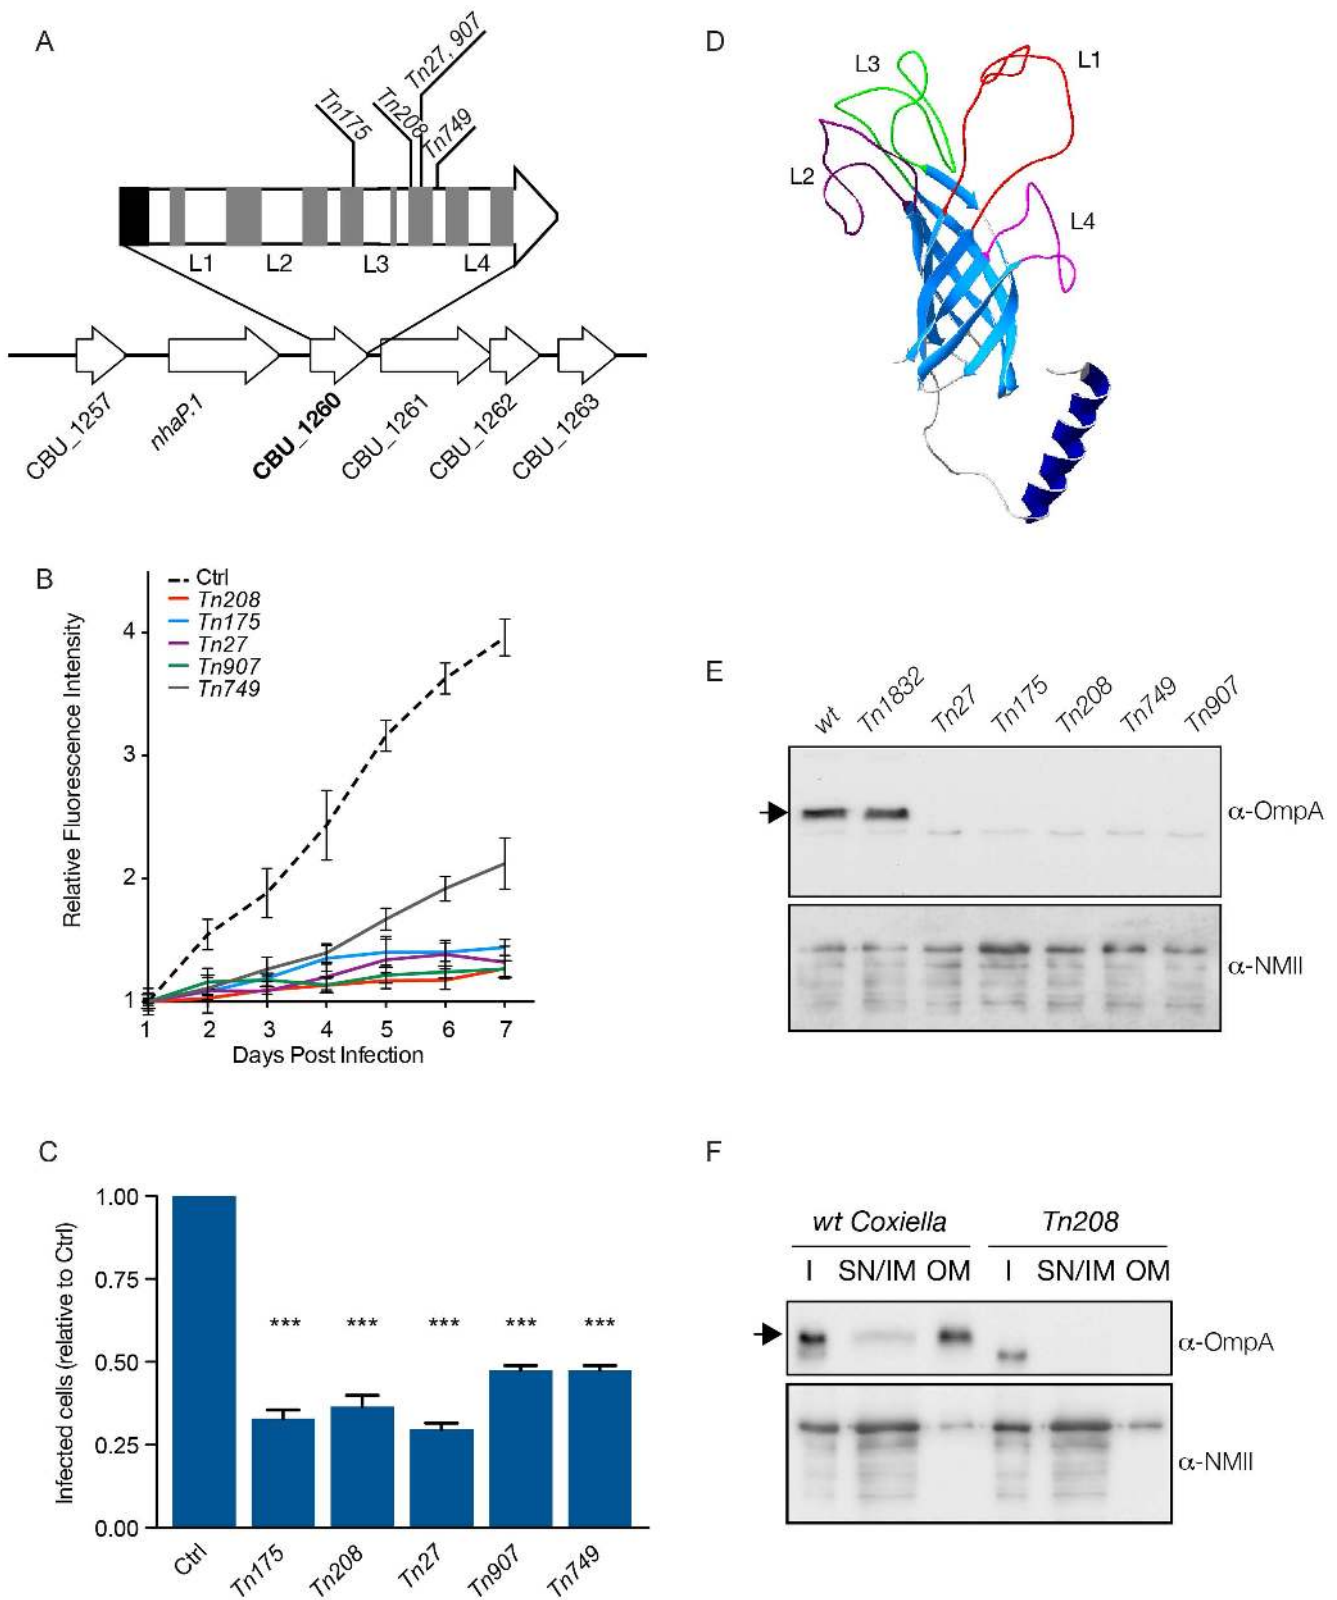 A
Tn175
Tn208
Tn27, 907
Tn749
L1 L2 L3 L4
CBU_1257
nhaP.1
CBU_1260
CBU_1261
CBU_1262
CBU_1263
D
L3
L1
L2
L4
B
Ctrl
Tn208
Tn175
Tn27
Tn907
Tn749
Relative Fluorescence Intensity
4
3
2
1
1 2 3 4 5 6 7
Days Post Infection
E
wt Tn1832 Tn27 Tn175 Tn208 Tn749 Tn907
α-OmpA
α-NMII
C
Infected cells (relative to Ctrl)
1.00
0.75
0.50
0.25
0.00
*** *** *** *** ***
Ctrl Tn175 Tn208 Tn27 Tn907 Tn749
F
wt Coxiella Tn208
I SN/IM OM I SN/IM OM
α-OmpA
α-NMII